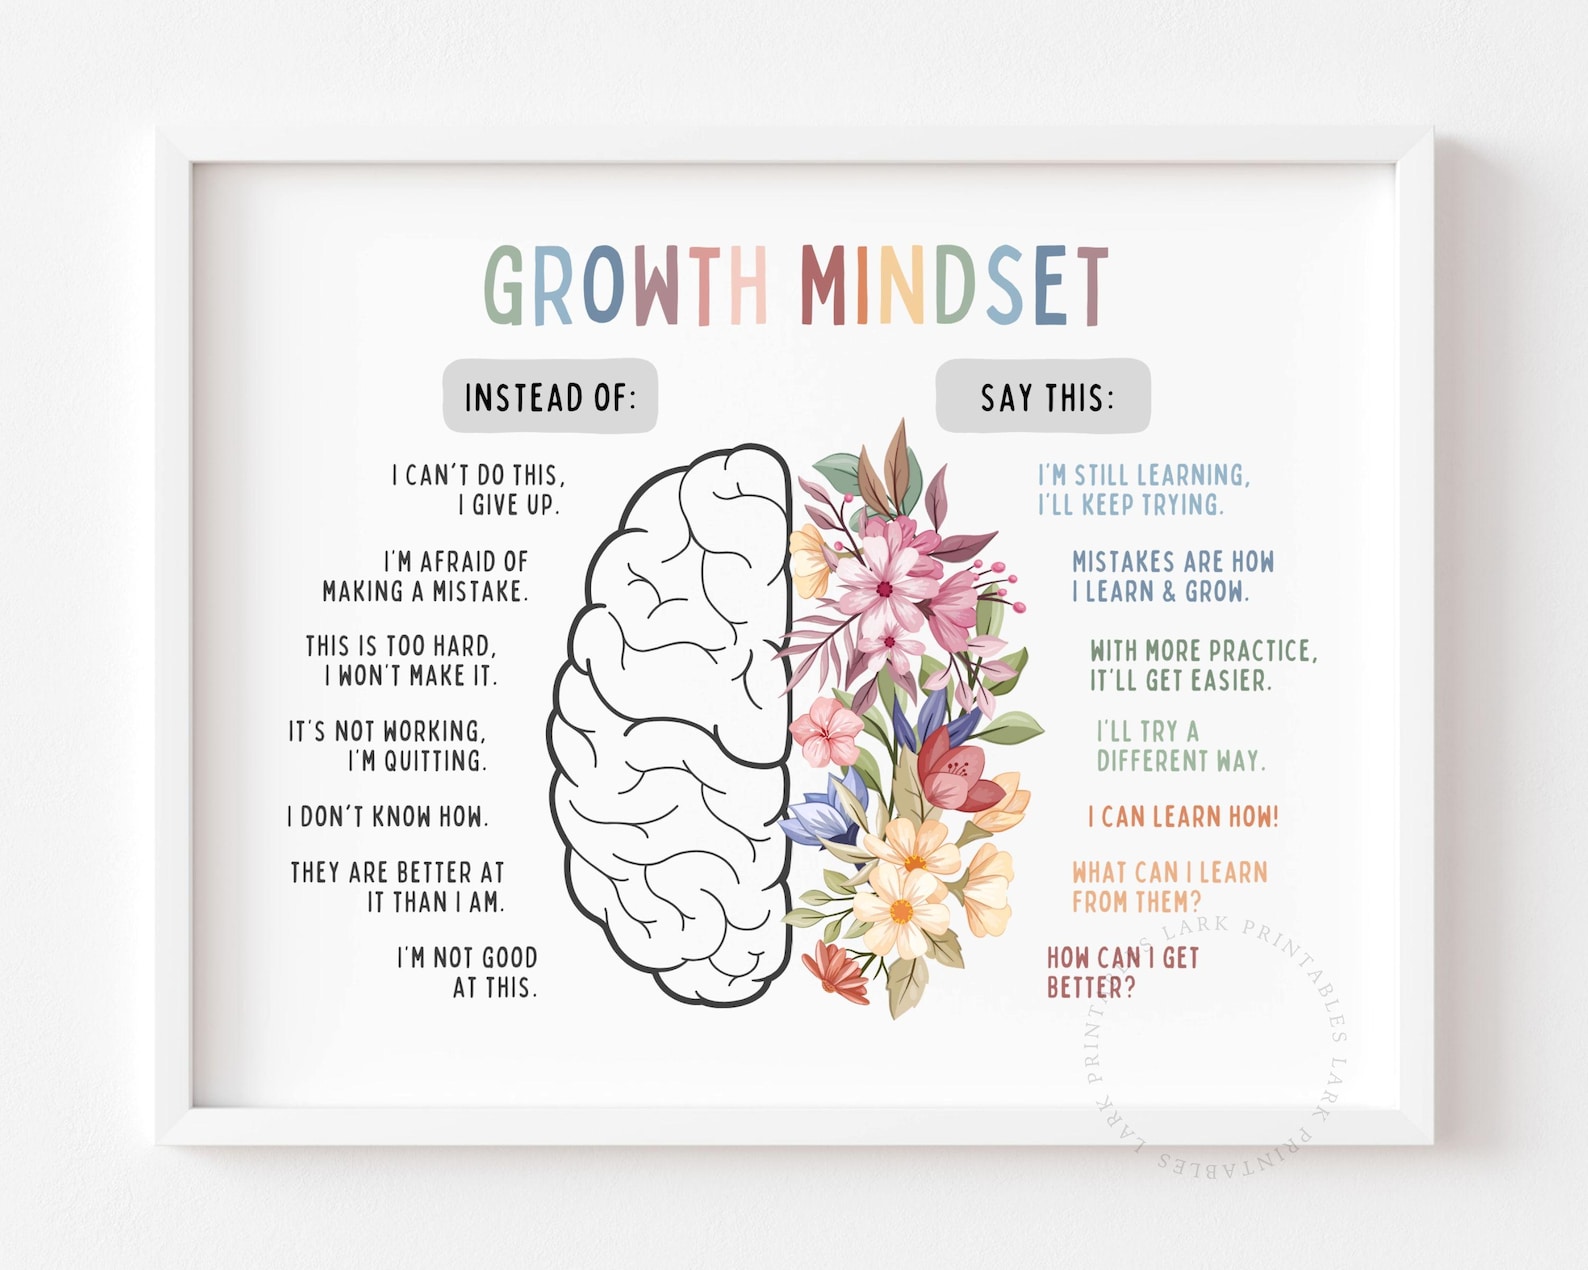 GROWTH MINDSET
INSTEAD OF:
I CAN'T DO THIS,
I GIVE UP.
I'M AFRAID OF
MAKING A MISTAKE.
THIS IS TOO HARD,
I WON'T MAKE IT.
IT'S NOT WORKING,
I'M QUITTING.
I DON'T KNOW HOW.
THEY ARE BETTER AT
IT THAN I AM.
I'M NOT GOOD
AT THIS.
SAY THIS:
I'M STILL LEARNING,
I'LL KEEP TRYING.
MISTAKES ARE HOW
I LEARN & GROW.
WITH MORE PRACTICE,
IT'LL GET EASIER.
I'LL TRY A
DIFFERENT WAY.
I CAN LEARN HOW!
WHAT CAN I LEARN
FROM THEM?
HOW CAN I GET
BETTER?
LARK PRINTABLES LARK PRINTABLES LARK PRINTABLES